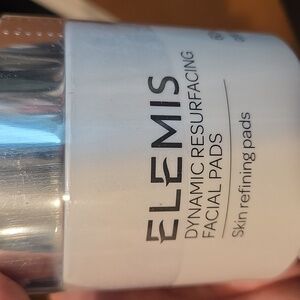 ELEMIS
DYNAMIC RESURFACING
FACIAL PADS
Skin refining pads